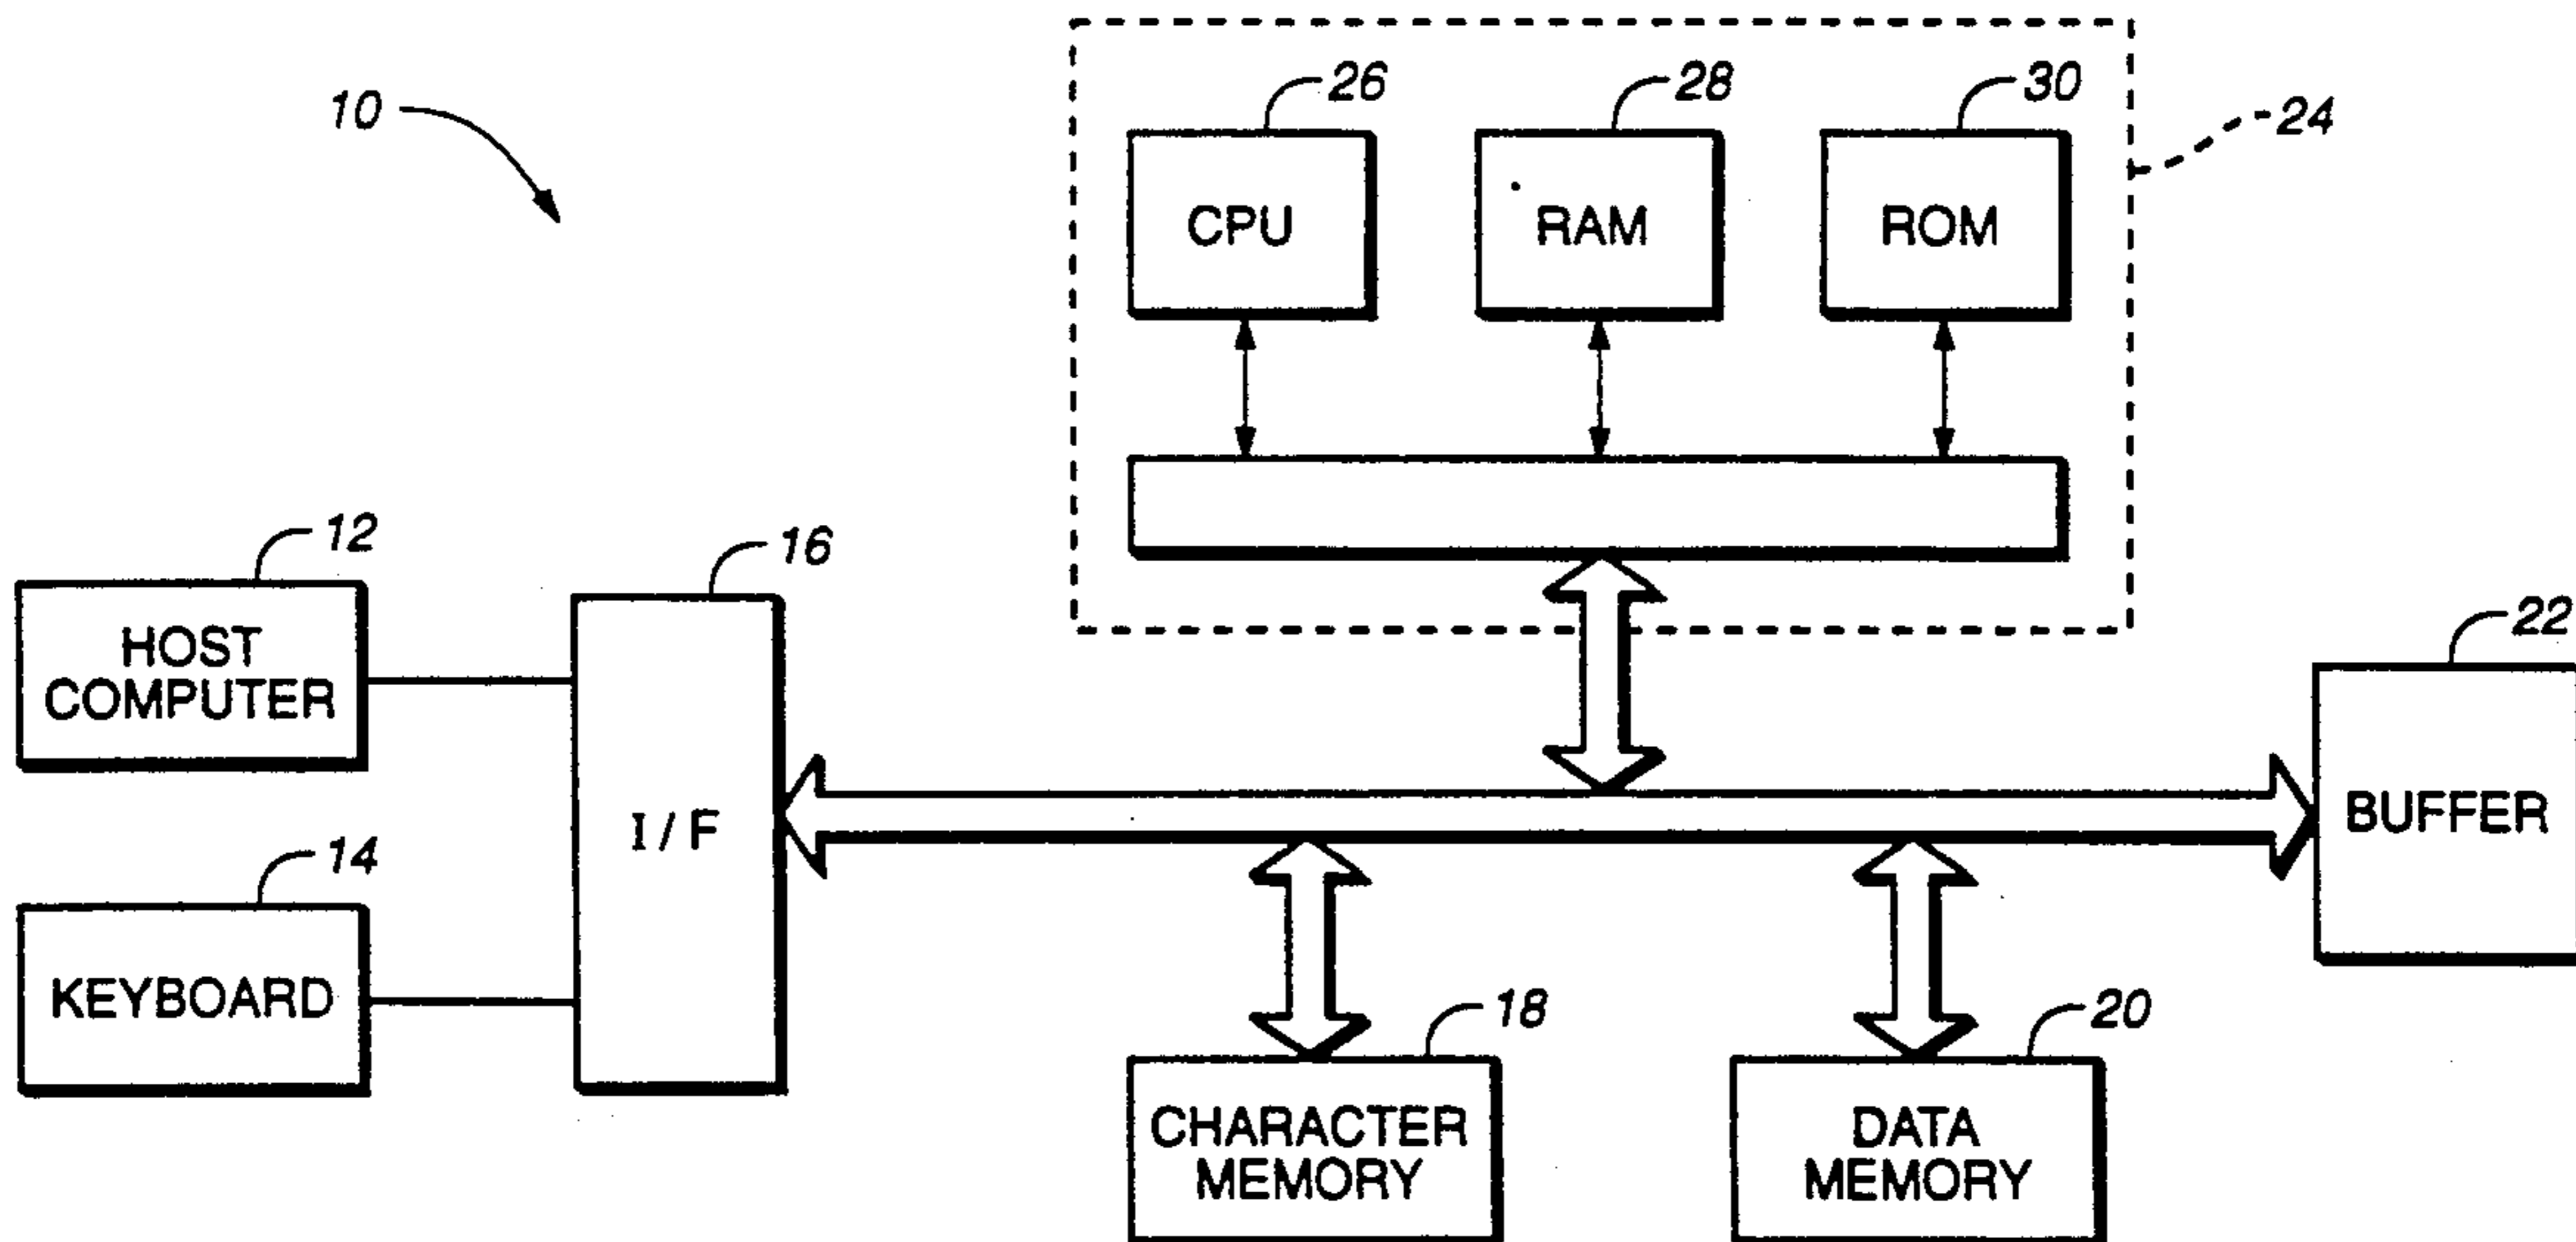 10
26
28
30
24
CPU
RAM
ROM
12
16
HOST
COMPUTER
22
I / F
BUFFER
14
KEYBOARD
18
20
CHARACTER
MEMORY
DATA
MEMORY